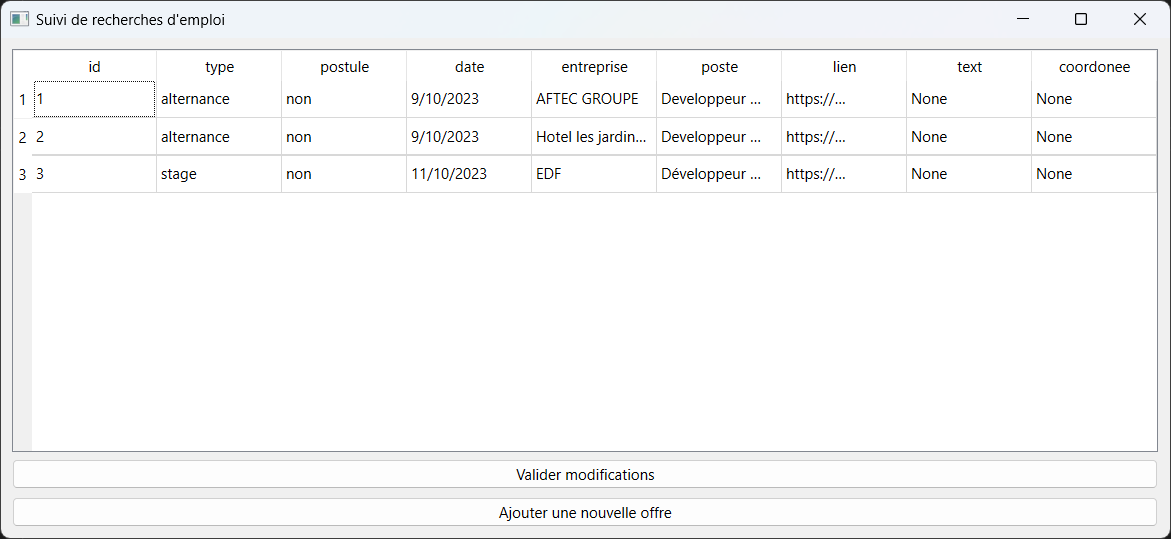 Suivi de recherches d'emploi
id type postule date entreprise poste lien text coordonee
1 1 alternance non 9/10/2023 AFTEC GROUPE Developpeur ... https://... None None
2 2 alternance non 9/10/2023 Hotel les jardin... Developpeur ... https://... None None
3 3 stage non 11/10/2023 EDF Développeur ... https://... None None
Valider modifications
Ajouter une nouvelle offre